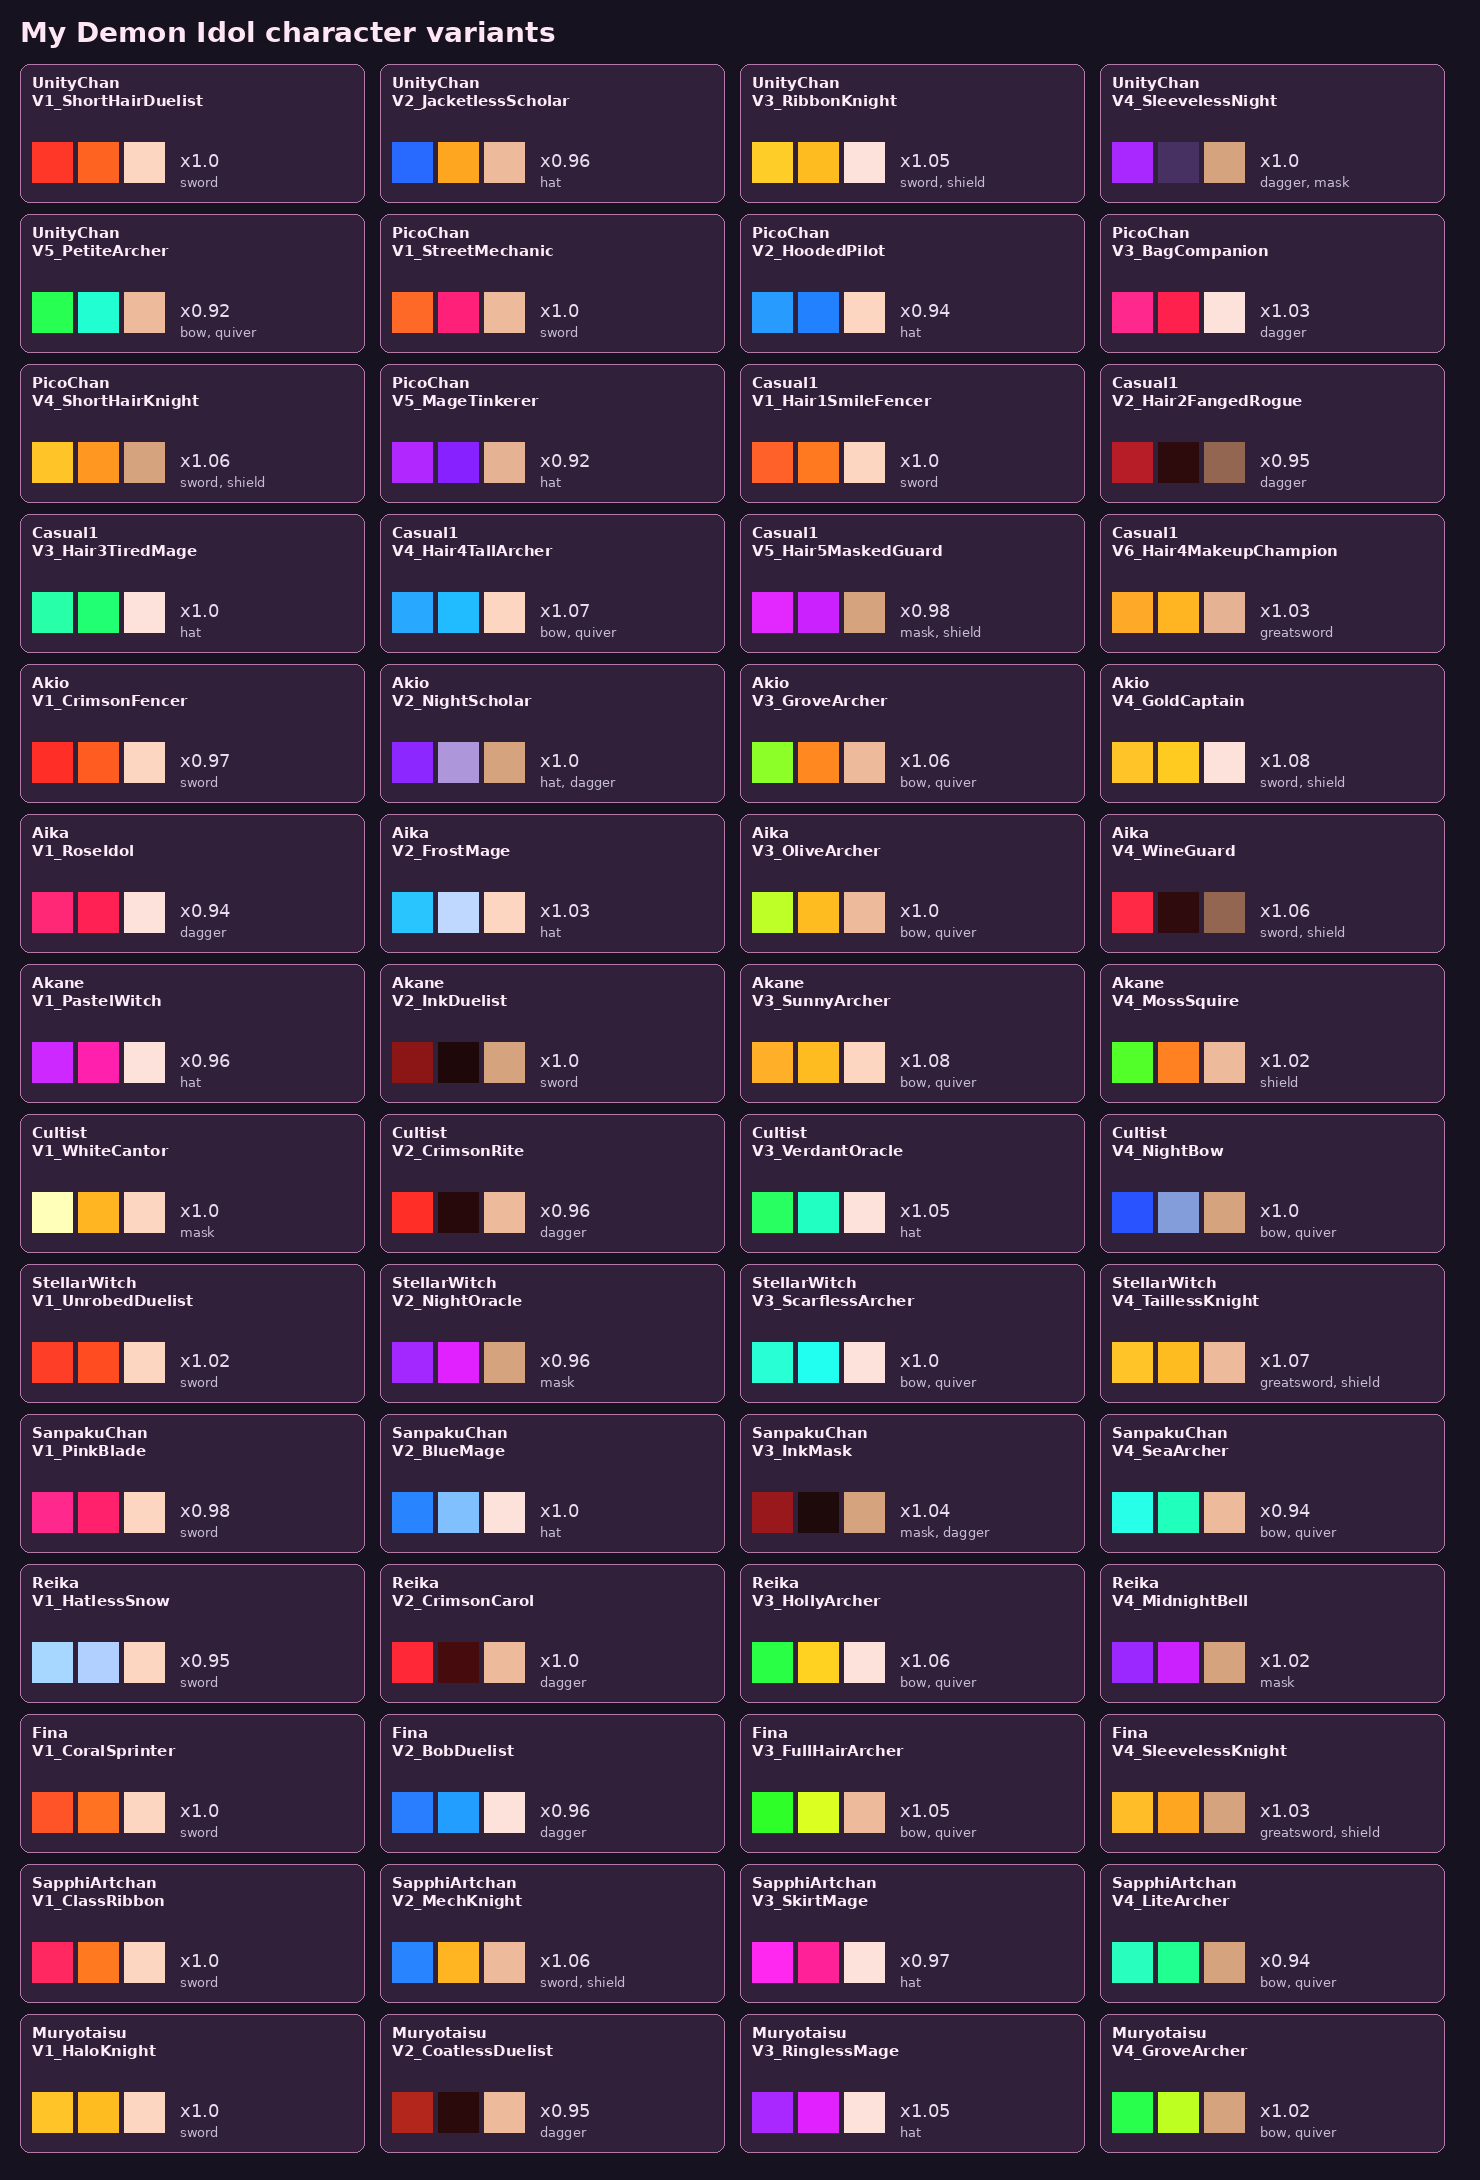 My Demon Idol character variants
UnityChan
V1_ShortHairDuelist
x1.0
sword
UnityChan
V2_JacketlessScholar
x0.96
hat
UnityChan
V3_RibbonKnight
x1.05
sword, shield
UnityChan
V4_SleevelessNight
x1.0
dagger, mask
UnityChan
V5_PetiteArcher
x0.92
bow, quiver
PicoChan
V1_StreetMechanic
x1.0
sword
PicoChan
V2_HoodedPilot
x0.94
hat
PicoChan
V3_BagCompanion
x1.03
dagger
PicoChan
V4_ShortHairKnight
x1.06
sword, shield
PicoChan
V5_MageTinkerer
x0.92
hat
Casual1
V1_Hair1SmileFencer
x1.0
sword
Casual1
V2_Hair2FangedRogue
x0.95
dagger
Casual1
V3_Hair3TiredMage
x1.0
hat
Casual1
V4_Hair4TallArcher
x1.07
bow, quiver
Casual1
V5_Hair5MaskedGuard
x0.98
mask, shield
Casual1
V6_Hair4MakeupChampion
x1.03
greatsword
Akio
V1_CrimsonFencer
x0.97
sword
Akio
V2_NightScholar
x1.0
hat, dagger
Akio
V3_GroveArcher
x1.06
bow, quiver
Akio
V4_GoldCaptain
x1.08
sword, shield
Aika
V1_RoseIdol
x0.94
dagger
Aika
V2_FrostMage
x1.03
hat
Aika
V3_OliveArcher
x1.0
bow, quiver
Aika
V4_WineGuard
x1.06
sword, shield
Akane
V1_PastelWitch
x0.96
hat
Akane
V2_InkDuelist
x1.0
sword
Akane
V3_SunnyArcher
x1.08
bow, quiver
Akane
V4_MossSquire
x1.02
shield
Cultist
V1_WhiteCantor
x1.0
mask
Cultist
V2_CrimsonRite
x0.96
dagger
Cultist
V3_VerdantOracle
x1.05
hat
Cultist
V4_NightBow
x1.0
bow, quiver
StellarWitch
V1_UnrobedDuelist
x1.02
sword
StellarWitch
V2_NightOracle
x0.96
mask
StellarWitch
V3_ScarflessArcher
x1.0
bow, quiver
StellarWitch
V4_TaillessKnight
x1.07
greatsword, shield
SanpakuChan
V1_PinkBlade
x0.98
sword
SanpakuChan
V2_BlueMage
x1.0
hat
SanpakuChan
V3_InkMask
x1.04
mask, dagger
SanpakuChan
V4_SeaArcher
x0.94
bow, quiver
Reika
V1_HatlessSnow
x0.95
sword
Reika
V2_CrimsonCarol
x1.0
dagger
Reika
V3_HollyArcher
x1.06
bow, quiver
Reika
V4_MidnightBell
x1.02
mask
Fina
V1_CoralSprinter
x1.0
sword
Fina
V2_BobDuelist
x0.96
dagger
Fina
V3_FullHairArcher
x1.05
bow, quiver
Fina
V4_SleevelessKnight
x1.03
greatsword, shield
SapphiArtchan
V1_ClassRibbon
x1.0
sword
SapphiArtchan
V2_MechKnight
x1.06
sword, shield
SapphiArtchan
V3_SkirtMage
x0.97
hat
SapphiArtchan
V4_LiteArcher
x0.94
bow, quiver
Muryotaisu
V1_HaloKnight
x1.0
sword
Muryotaisu
V2_CoatlessDuelist
x0.95
dagger
Muryotaisu
V3_RinglessMage
x1.05
hat
Muryotaisu
V4_GroveArcher
x1.02
bow, quiver